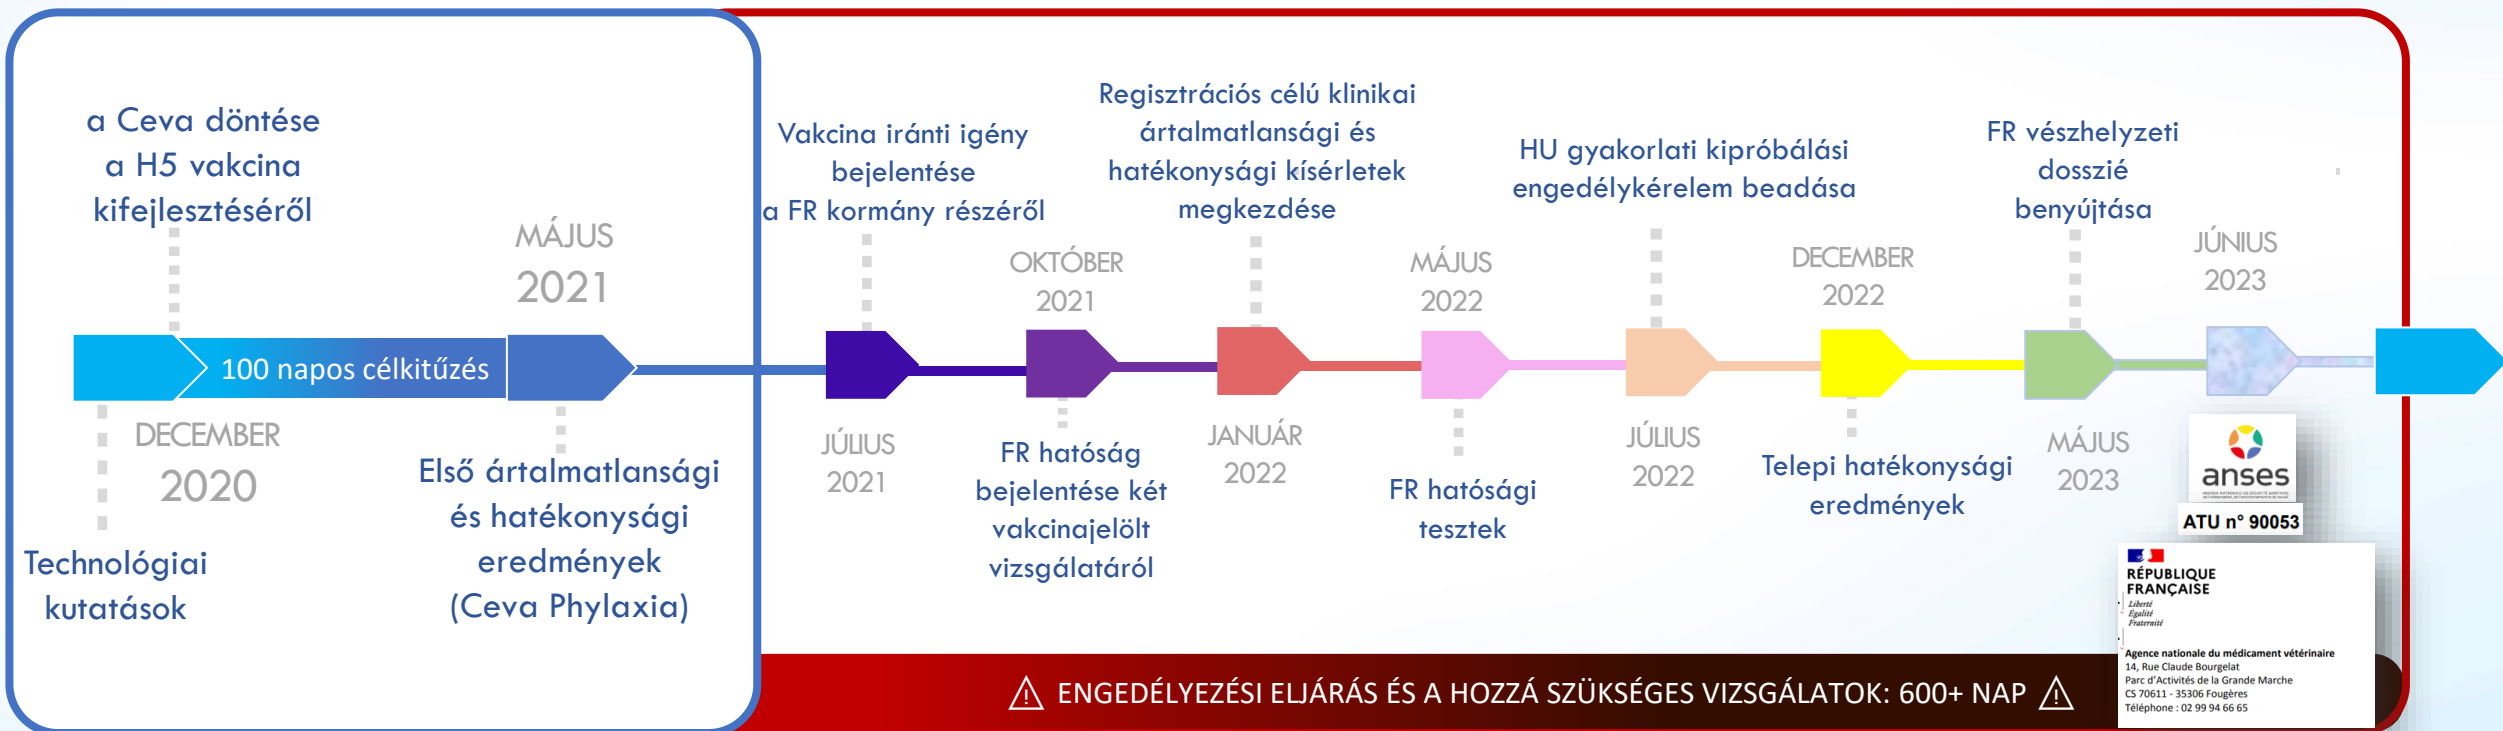 a Ceva döntése
a H5 vakcina
kifejlesztéséről
MÁJUS
2021
100 napos célkitűzés
DECEMBER
2020
Technológiai
kutatások
Első ártalmatlansági
és hatékonysági
eredmények
(Ceva Phylaxia)
Vakcina iránti igény
bejelentése
a FR kormány részéről
JÚLIUS
2021
OKTÓBER
2021
FR hatóság
bejelentése két
vakcinajelölt
vizsgálatáról
Regisztrációs célú klinikai
ártalmatlansági és
hatékonysági kísérletek
megkezdése
JANUÁR
2022
MÁJUS
2022
FR hatósági
tesztek
HU gyakorlati kipróbálási
engedélykérelem beadása
JÚLIUS
2022
DECEMBER
2022
Telepi hatékonysági
eredmények
FR vészhelyzeti
dosszié
benyújtása
MÁJUS
2023
JÚNIUS
2023
anses
ATU n° 90053
RÉPUBLIQUE
FRANÇAISE
Liberté
Égalité
Fraternité
Agence nationale du médicament vétérinaire
14, Rue Claude Bourgelat
Parc d'Activités de la Grande Marche
CS 70611 - 35306 Fougères
Téléphone : 02 99 94 66 65
⚠ ENGEDÉLYEZÉSI ELJÁRÁS ÉS A HOZZÁ SZÜKSÉGES VIZSGÁLATOK: 600+ NAP ⚠